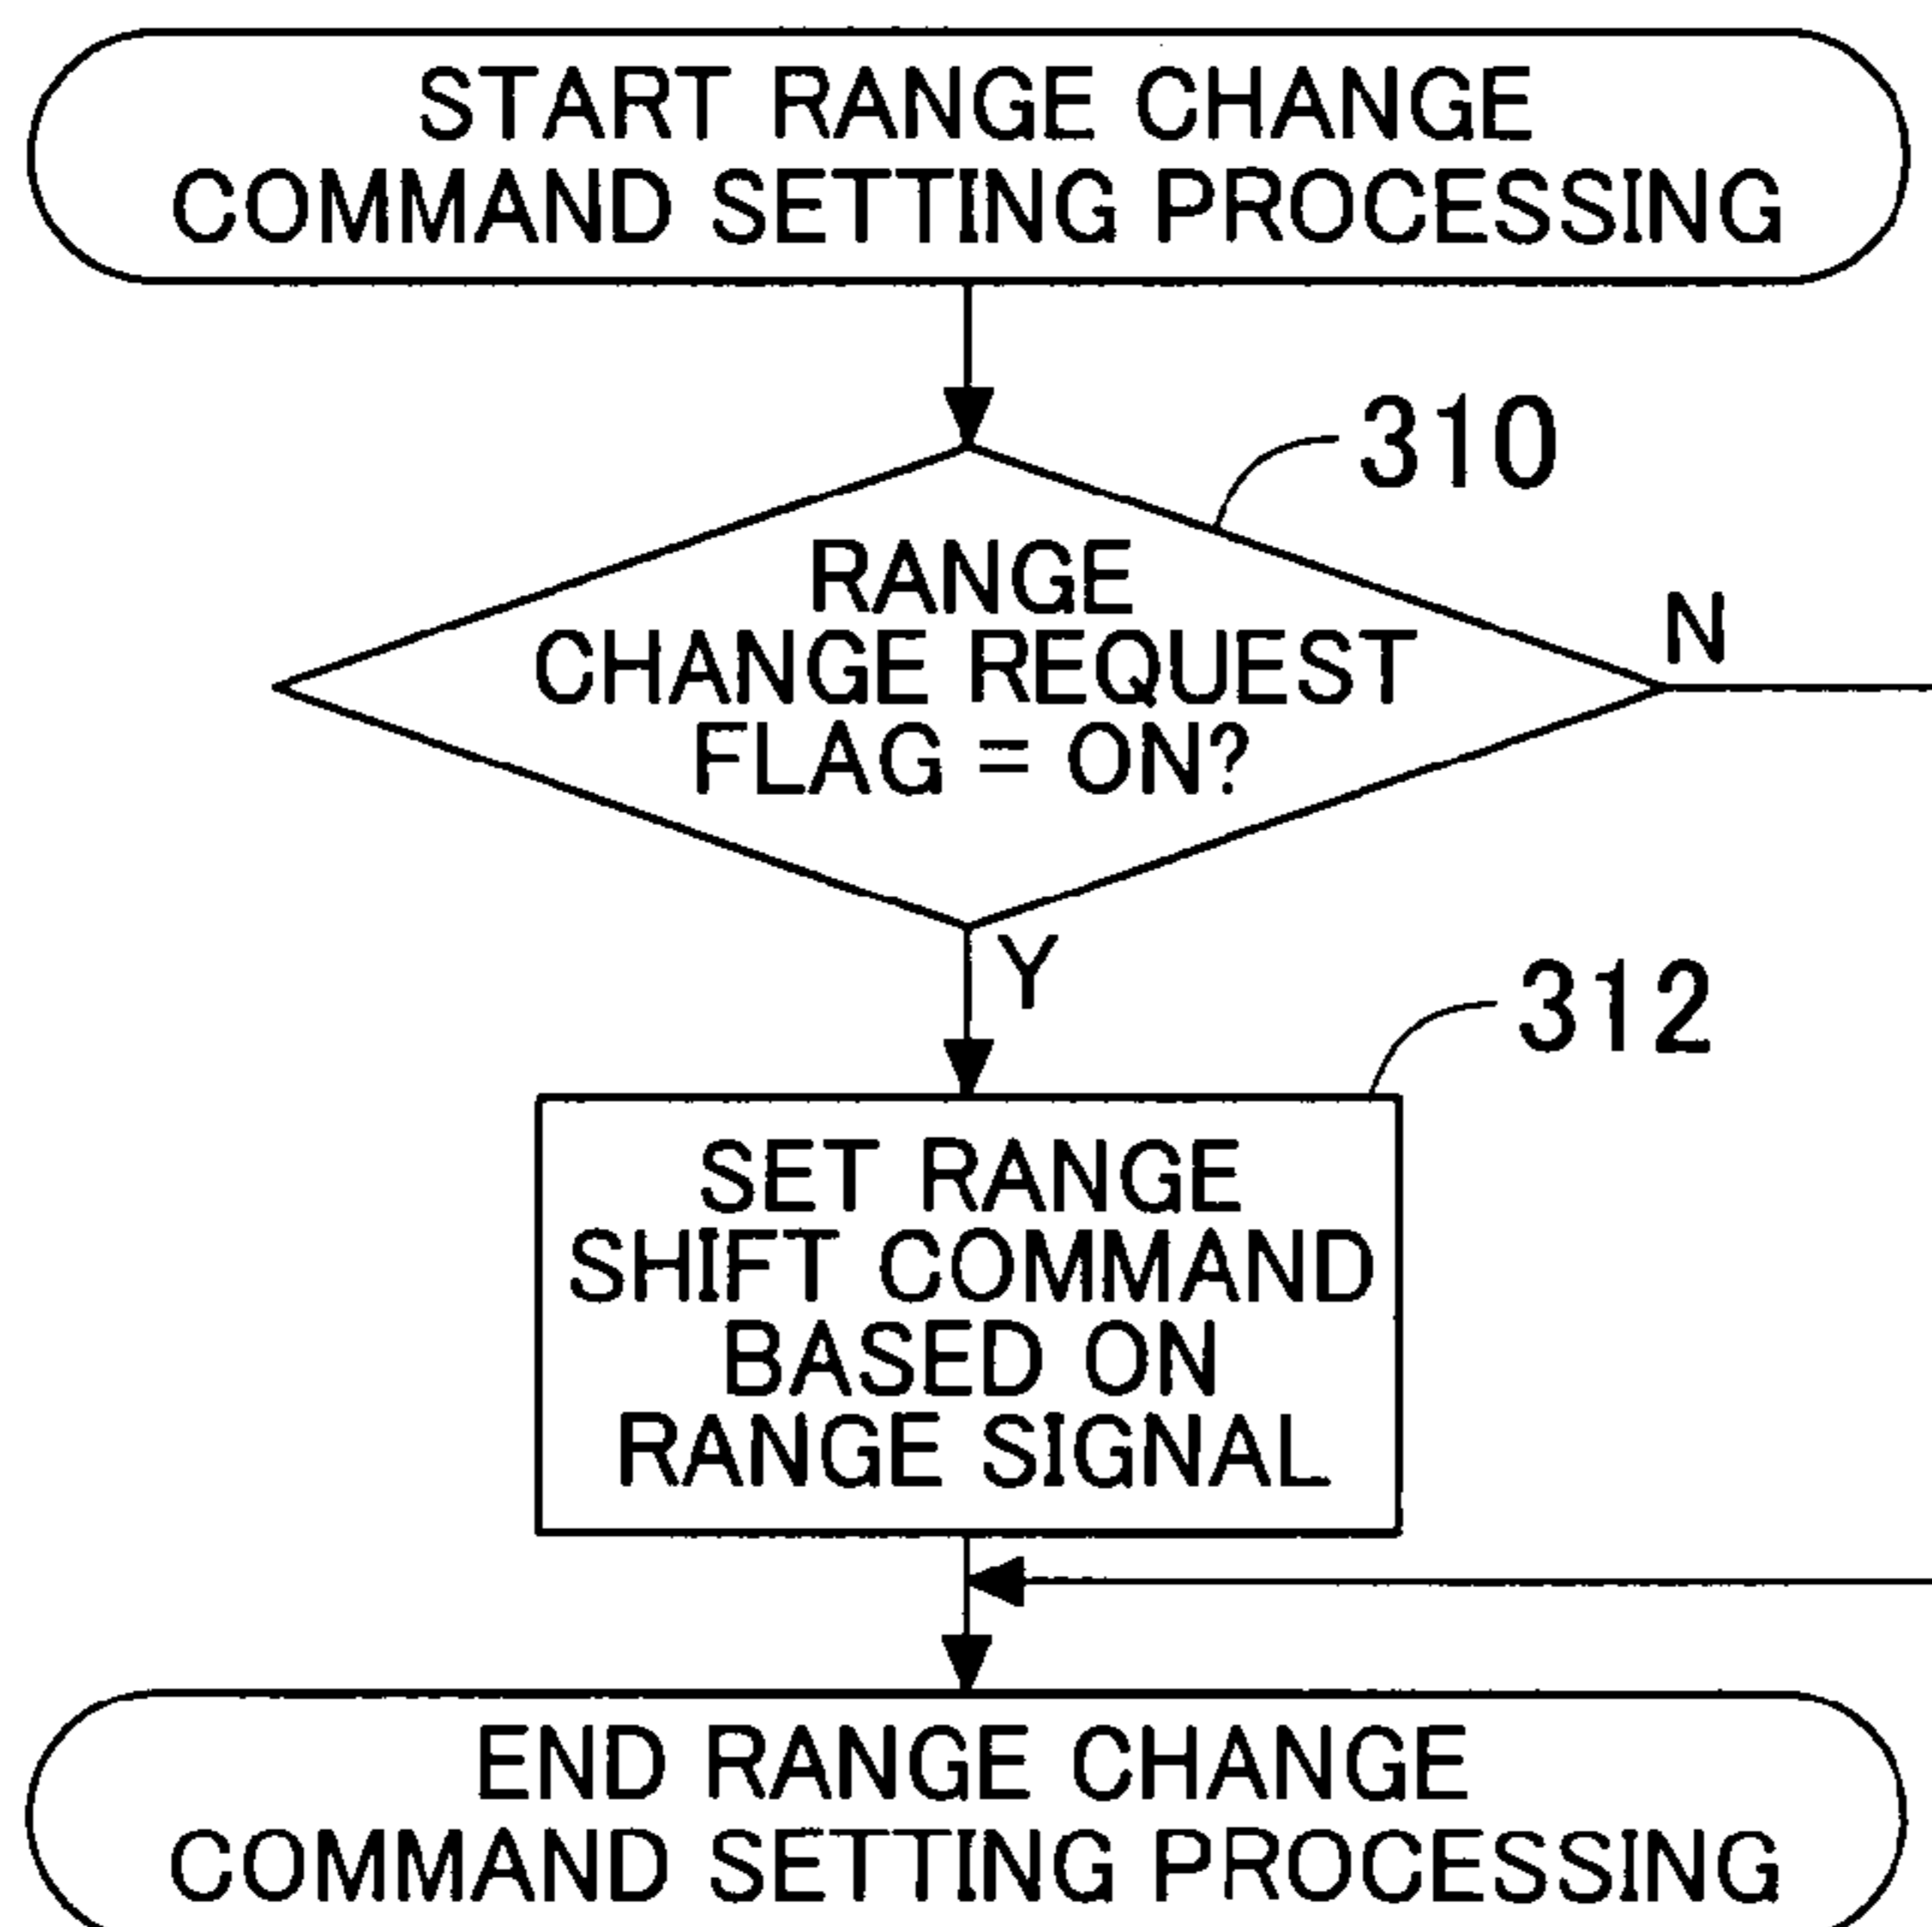 START RANGE CHANGE
COMMAND SETTING PROCESSING
310
RANGE
CHANGE REQUEST
FLAG = ON?
N
Y
312
SET RANGE
SHIFT COMMAND
BASED ON
RANGE SIGNAL
END RANGE CHANGE
COMMAND SETTING PROCESSING